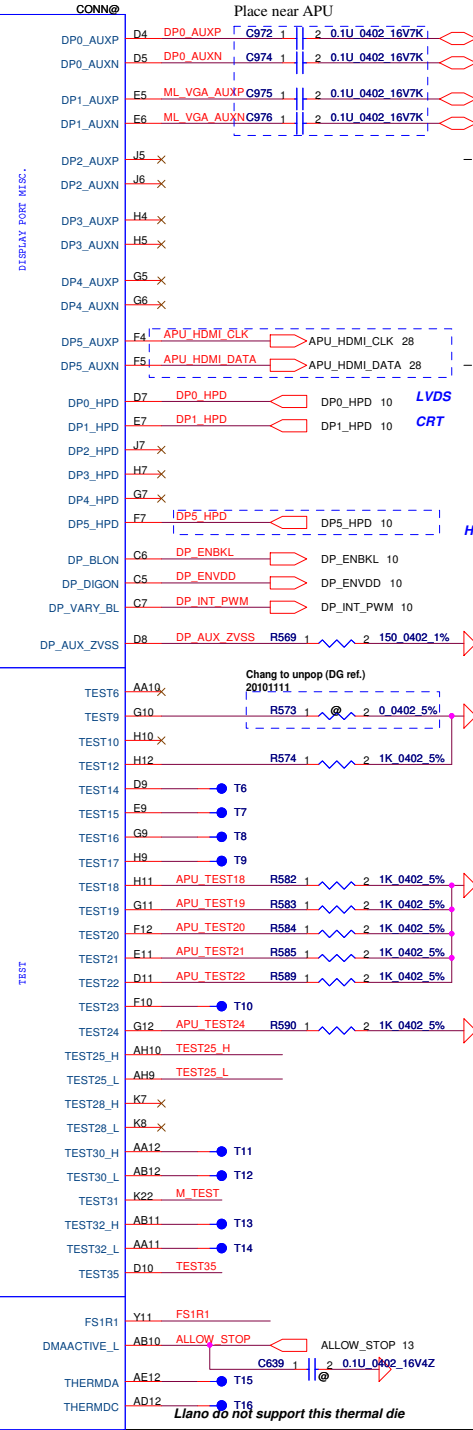 CONN@ Place near APU
DP0_AUXP D4 DP0_AUXP C972 1 2 0.1U_0402_16V7K
DP0_AUXN D5 DP0_AUXN C974 1 2 0.1U_0402_16V7K
DP1_AUXP E5 ML_VGA_AUXP C975 1 2 0.1U_0402_16V7K
DP1_AUXN E6 ML_VGA_AUXN C976 1 2 0.1U_0402_16V7K
DP2_AUXP J5
DP2_AUXN J6
DISPLAY PORT MISC.
DP3_AUXP H4
DP3_AUXN H5
DP4_AUXP G5
DP4_AUXN G6
DP5_AUXP F4 APU_HDMI_CLK APU_HDMI_CLK 28
DP5_AUXN F5 APU_HDMI_DATA APU_HDMI_DATA 28
DP0_HPD D7 DP0_HPD DP0_HPD 10 LVDS
DP1_HPD E7 DP1_HPD DP1_HPD 10 CRT
DP2_HPD J7
DP3_HPD H7
DP4_HPD G7
DP5_HPD F7 DP5_HPD DP5_HPD 10
H
DP_BLON C6 DP_ENBKL DP_ENBKL 10
DP_DIGON C5 DP_ENVDD DP_ENVDD 10
DP_VARY_BL C7 DP_INT_PWM DP_INT_PWM 10
DP_AUX_ZVSS D8 DP_AUX_ZVSS R569 1 2 150_0402_1%
Chang to unpop (DG ref.)
20101111
TEST6 AA10
TEST9 G10 R573 1 @ 2 0_0402_5%
TEST10 H10
TEST12 H12 R574 1 2 1K_0402_5%
TEST14 D9 T6
TEST15 E9 T7
TEST16 G9 T8
TEST17 H9 T9
TEST18 H11 APU_TEST18 R582 1 2 1K_0402_5%
TEST19 G11 APU_TEST19 R583 1 2 1K_0402_5%
TEST20 F12 APU_TEST20 R584 1 2 1K_0402_5%
TEST21 E11 APU_TEST21 R585 1 2 1K_0402_5%
TEST
TEST22 D11 APU_TEST22 R589 1 2 1K_0402_5%
TEST23 F10 T10
TEST24 G12 APU_TEST24 R590 1 2 1K_0402_5%
TEST25_H AH10 TEST25_H
TEST25_L AH9 TEST25_L
TEST28_H K7
TEST28_L K8
TEST30_H AA12 T11
TEST30_L AB12 T12
TEST31 K22 M_TEST
TEST32_H AB11 T13
TEST32_L AA11 T14
TEST35 D10 TEST35
FS1R1 Y11 FS1R1
DMAACTIVE_L AB10 ALLOW_STOP ALLOW_STOP 13
C639 1 2 0.1U_0402_16V4Z
@
THERMDA AE12 T15
THERMDC AD12 T16
Llano do not support this thermal die